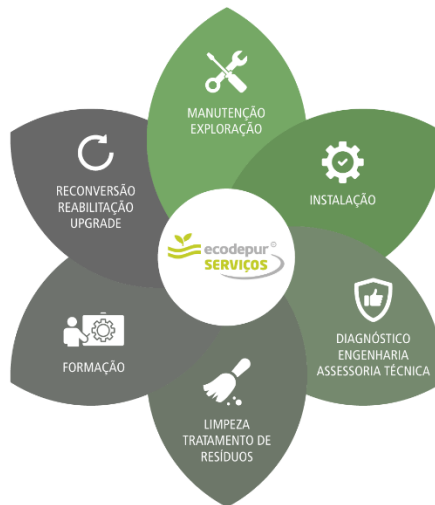 MANUTENÇÃO
EXPLORAÇÃO
INSTALAÇÃO
DIAGNÓSTICO
ENGENHARIA
ASSESSORIA TÉCNICA
LIMPEZA
TRATAMENTO DE
RESÍDUOS
FORMAÇÃO
RECONVERSÃO
REABILITAÇÃO
UPGRADE
ecodepur®
SERVIÇOS